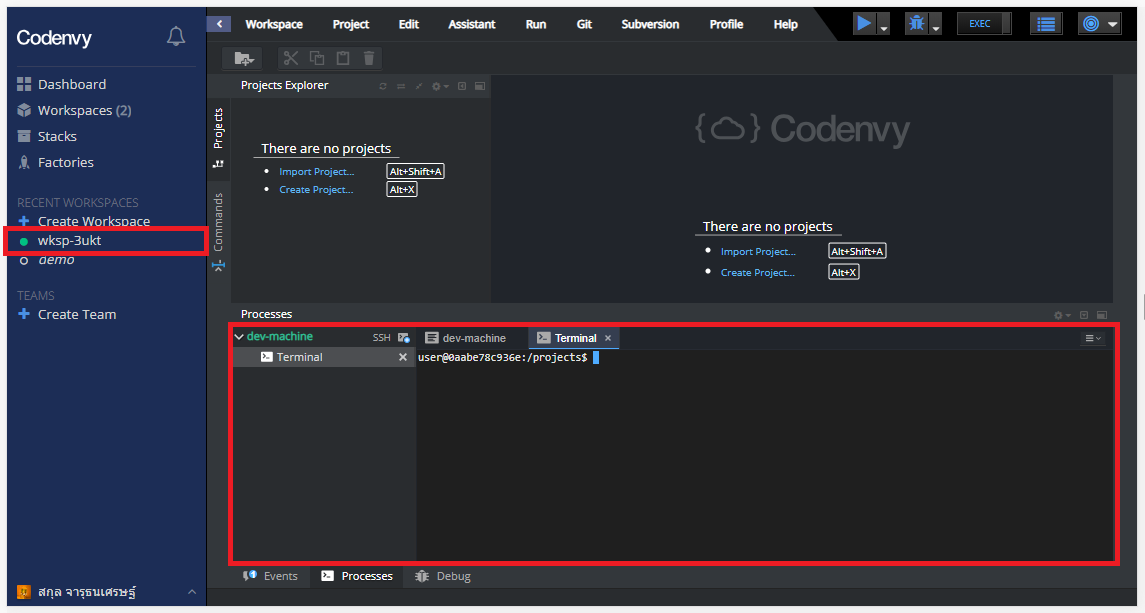 Codenvy
Dashboard
Workspaces (2)
Stacks
Factories
RECENT WORKSPACES
Create Workspace
wksp-3ukt
demo
TEAMS
Create Team
สกุล จารุธนเศรษฐ์
Workspace Project Edit Assistant Run Git Subversion Profile Help
EXEC
Projects
Commands
Projects Explorer
There are no projects
Import Project... Alt+Shift+A
Create Project... Alt+X
{ } Codenvy
There are no projects
Import Project... Alt+Shift+A
Create Project... Alt+X
Processes
dev-machine SSH
Terminal
dev-machine Terminal
user@0aabe78c936e:/projects$
Events Processes Debug